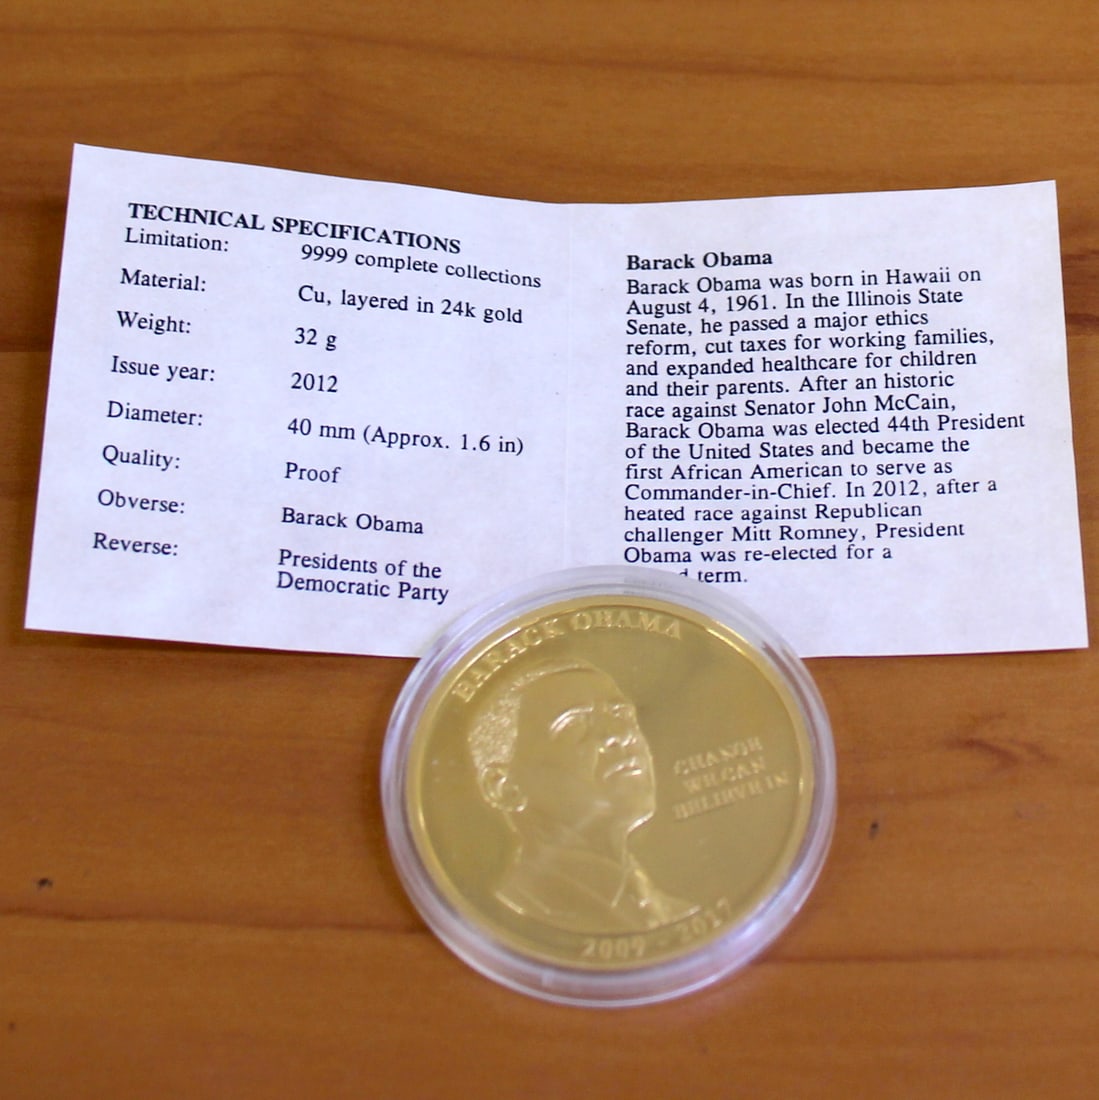 TECHNICAL SPECIFICATIONS
Limitation: 9999 complete collections
Material: Cu, layered in 24k gold
Weight: 32 g
Issue year: 2012
Diameter: 40 mm (Approx. 1.6 in)
Quality: Proof
Obverse: Barack Obama
Reverse: Presidents of the
Democratic Party
Barack Obama
Barack Obama was born in Hawaii on
August 4, 1961. In the Illinois State
Senate, he passed a major ethics
reform, cut taxes for working families,
and expanded healthcare for children
and their parents. After an historic
race against Senator John McCain,
Barack Obama was elected 44th President
of the United States and became the
first African American to serve as
Commander-in-Chief. In 2012, after a
heated race against Republican
challenger Mitt Romney, President
Obama was re-elected for a
term.
BARACK OBAMA
CHANGE
WE CAN
BELIEVE IN
2009 - 2017